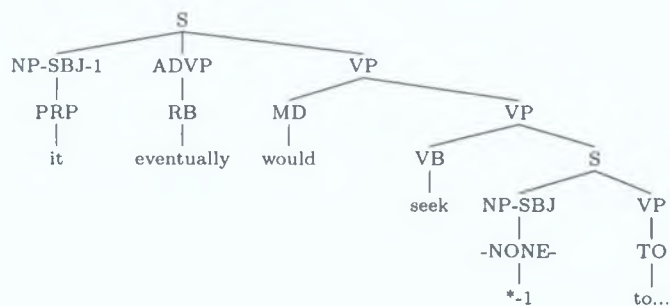 S
NP-SBJ-1 ADVP VP
PRP RB MD VP
it eventually would VB S
seek NP-SBJ VP
-NONE- TO
*-1 to...